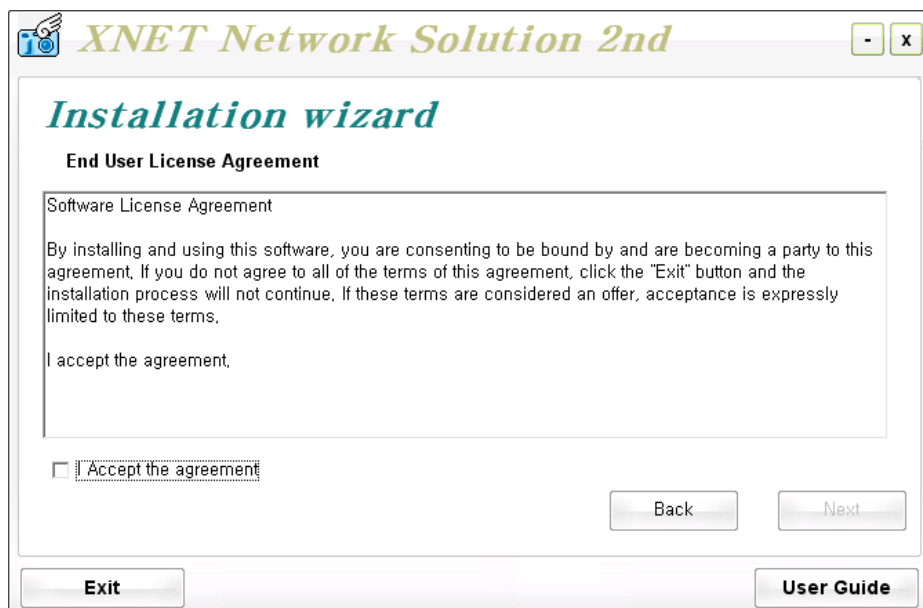 XNET Network Solution 2nd
- x
Installation wizard
End User License Agreement
Software License Agreement
By installing and using this software, you are consenting to be bound by and are becoming a party to this
agreement. If you do not agree to all of the terms of this agreement, click the "Exit" button and the
installation process will not continue. If these terms are considered an offer, acceptance is expressly
limited to these terms.
I accept the agreement.
I Accept the agreement
Back Next
Exit User Guide